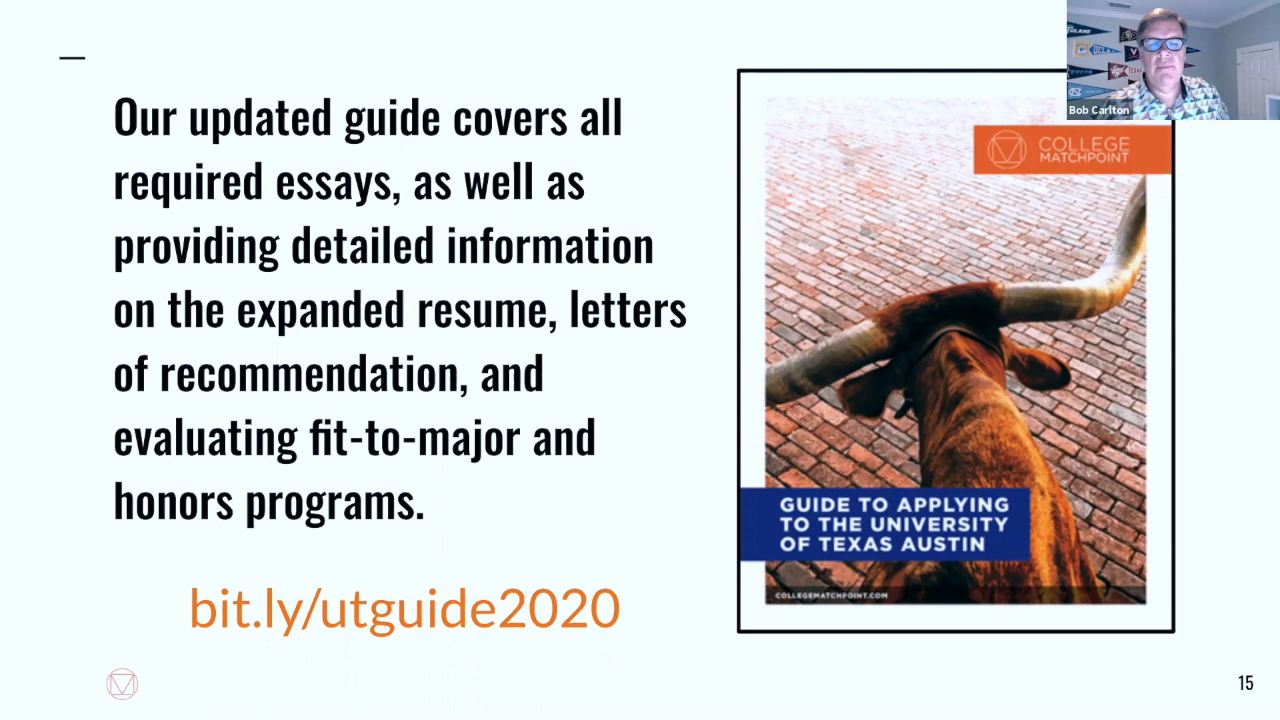 Our updated guide covers all
required essays, as well as
providing detailed information
on the expanded resume, letters
of recommendation, and
evaluating fit-to-major and
honors programs.
bit.ly/utguide2020
COLLEGE
MATCHPOINT
GUIDE TO APPLYING
TO THE UNIVERSITY
OF TEXAS AUSTIN
COLLEGEMATCHPOINT.COM
Bob Carlton
UCLA
15